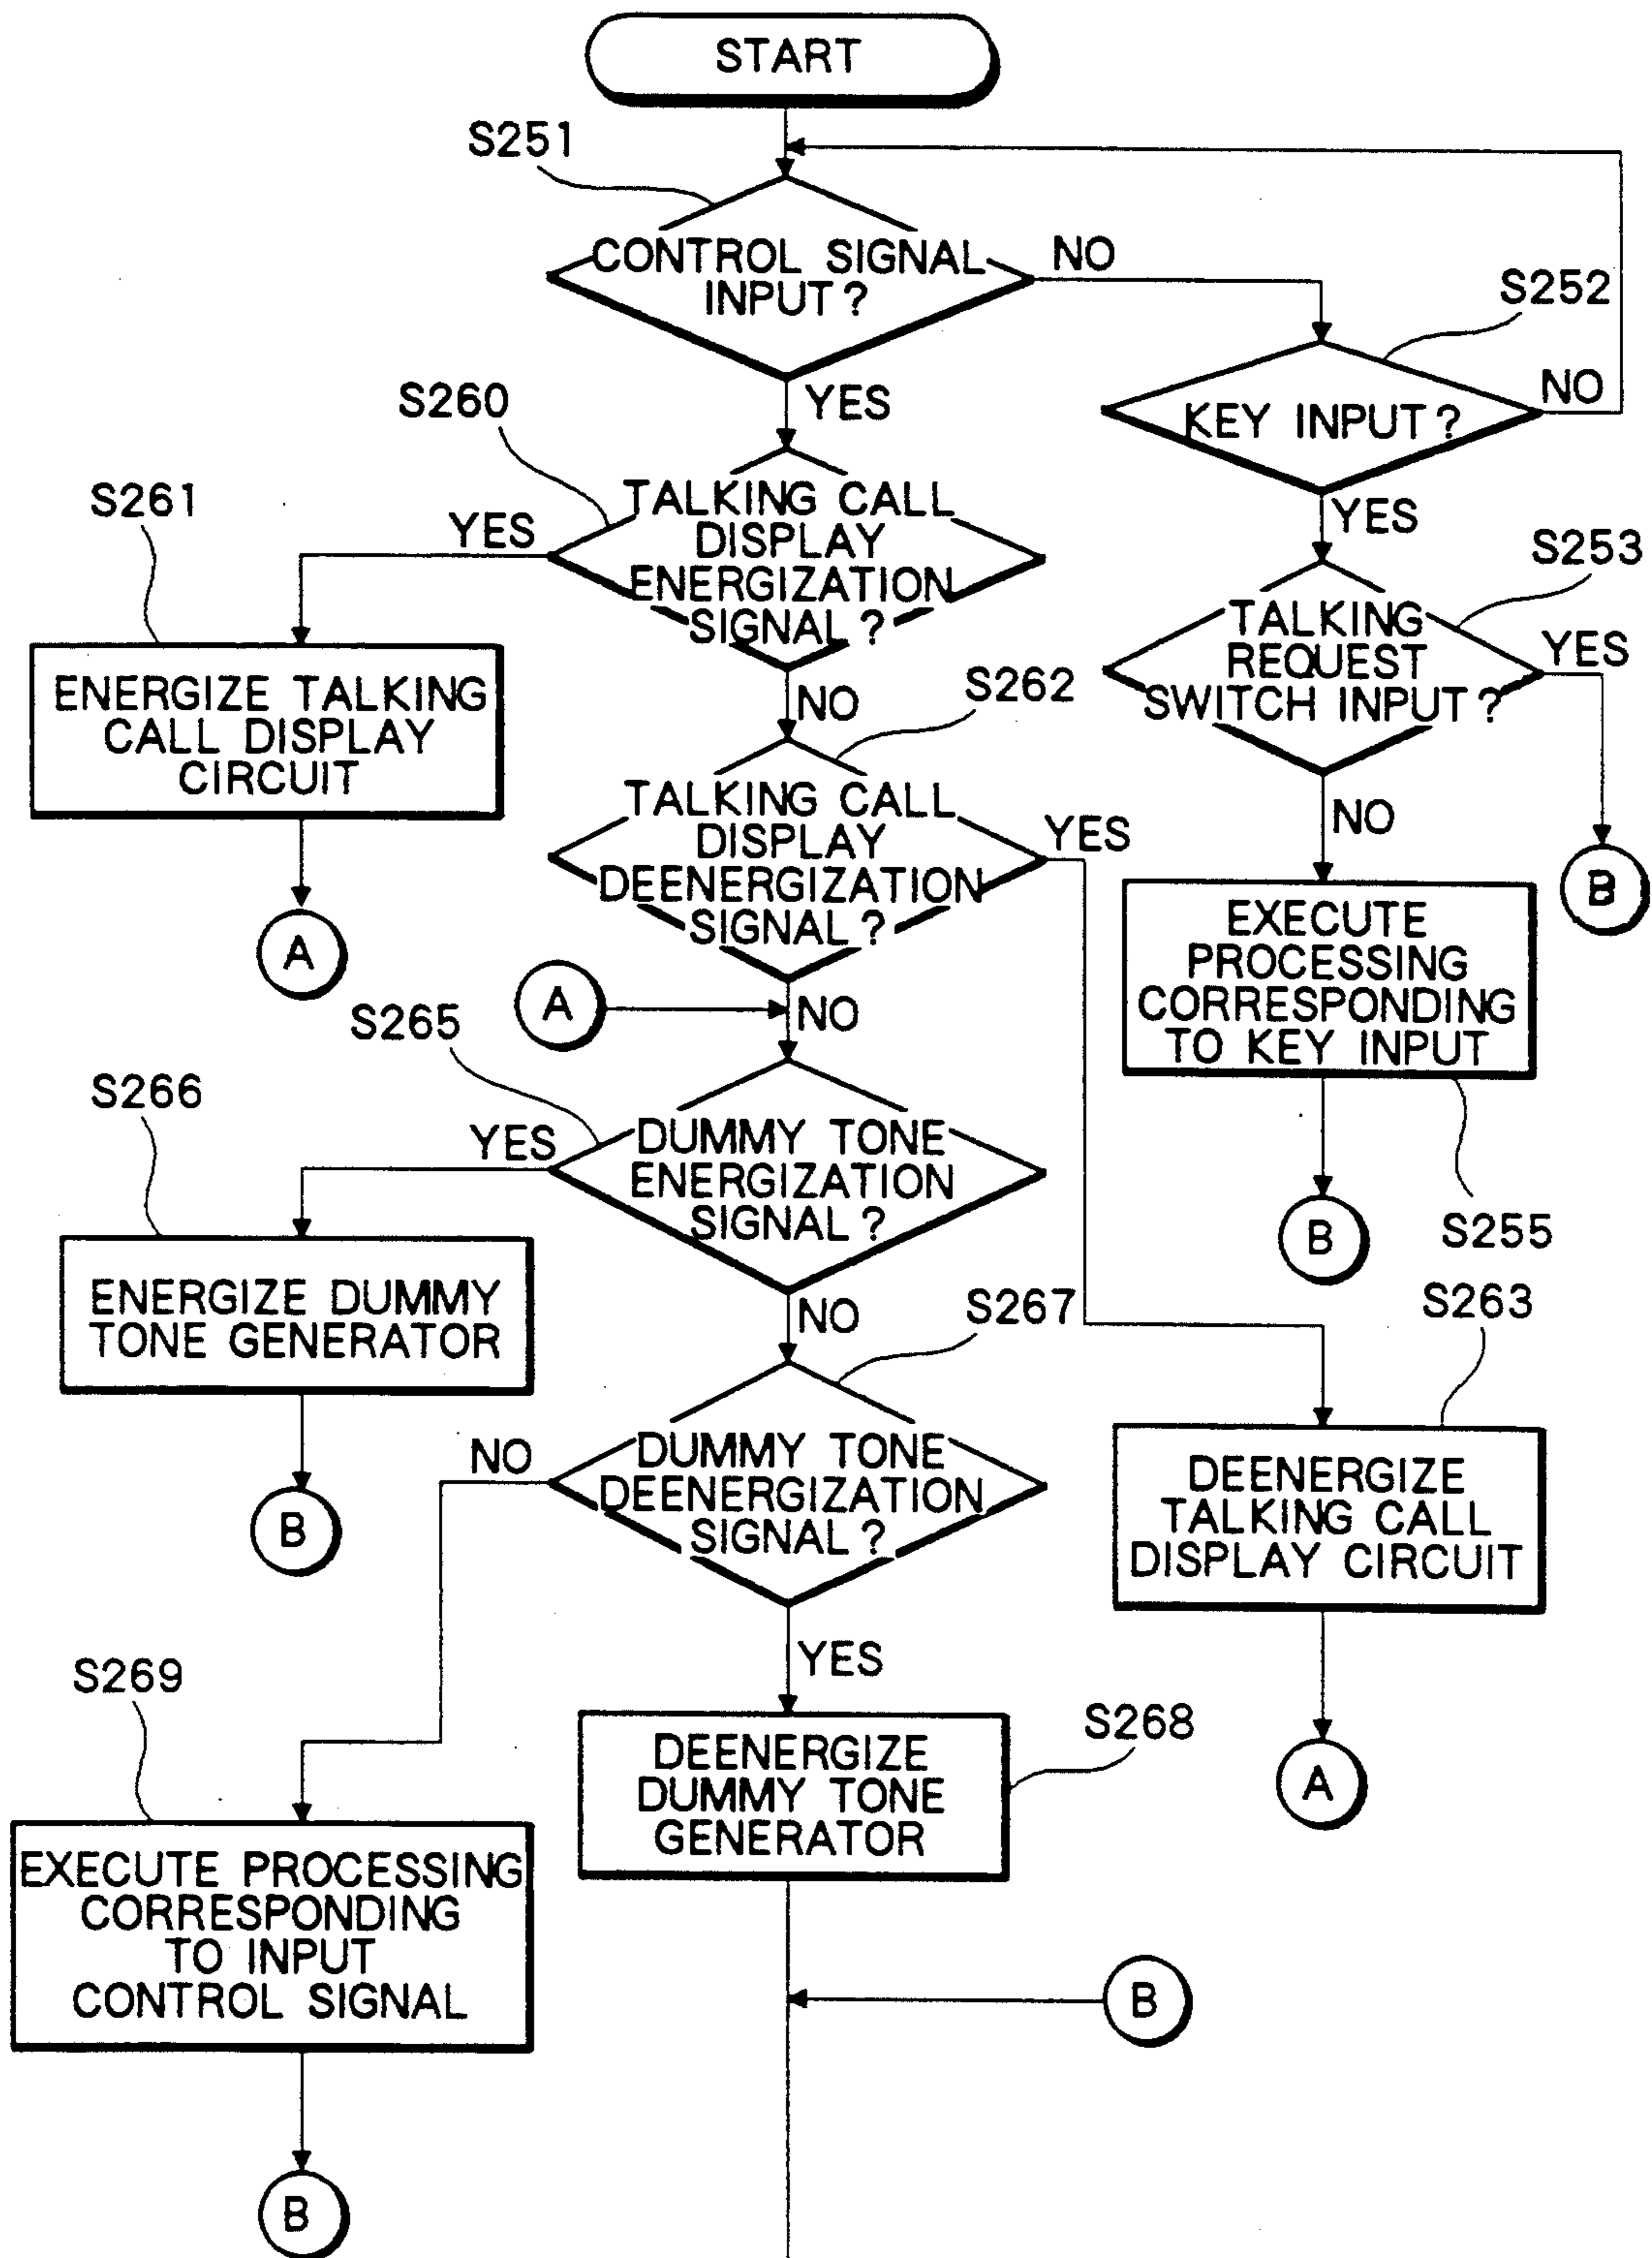 START
S251
CONTROL SIGNAL
INPUT?
NO
S252
KEY INPUT?
NO
YES
S260
YES
S253
S261
YES
TALKING CALL
DISPLAY
ENERGIZATION
SIGNAL?
TALKING
REQUEST
SWITCH INPUT?
YES
ENERGIZE TALKING
CALL DISPLAY
CIRCUIT
NO
S262
A
TALKING CALL
DISPLAY
DEENERGIZATION
SIGNAL?
YES
NO
B
EXECUTE
PROCESSING
CORRESPONDING
TO KEY INPUT
A
NO
S265
S266
YES
DUMMY TONE
ENERGIZATION
SIGNAL?
B
S255
ENERGIZE DUMMY
TONE GENERATOR
NO
S267
S263
B
NO
DUMMY TONE
DEENERGIZATION
SIGNAL?
DEENERGIZE
TALKING CALL
DISPLAY CIRCUIT
YES
S269
S268
DEENERGIZE
DUMMY TONE
GENERATOR
A
EXECUTE PROCESSING
CORRESPONDING
TO INPUT
CONTROL SIGNAL
B
B